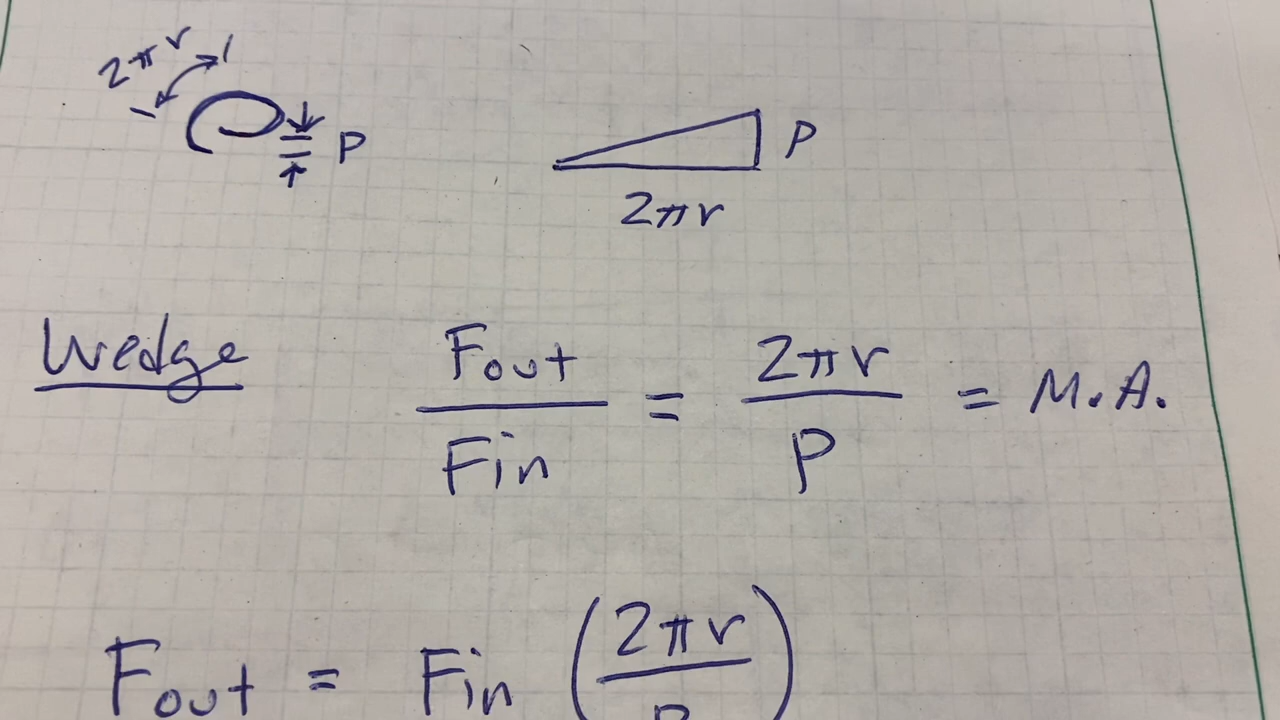 2πr
P
P
2πr
Wedge Fout/Fin = 2πr/P = M.A.
Fout = Fin (2πr/P)